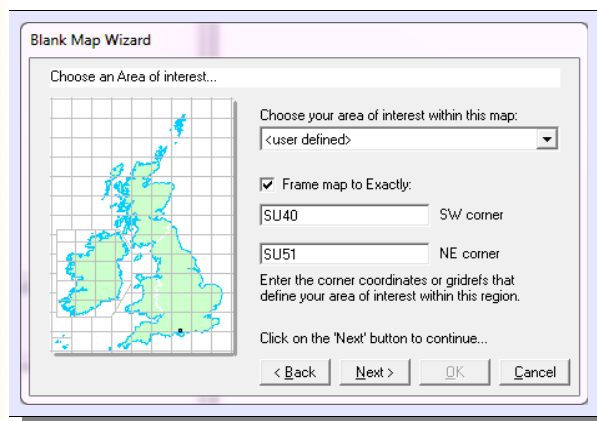 Blank Map Wizard
Choose an Area of interest...
Choose your area of interest within this map:
<user defined>
Frame map to Exactly:
SU40 SW corner
SU51 NE corner
Enter the corner coordinates or gridrefs that
define your area of interest within this region.
Click on the 'Next' button to continue...
< Back Next > OK Cancel